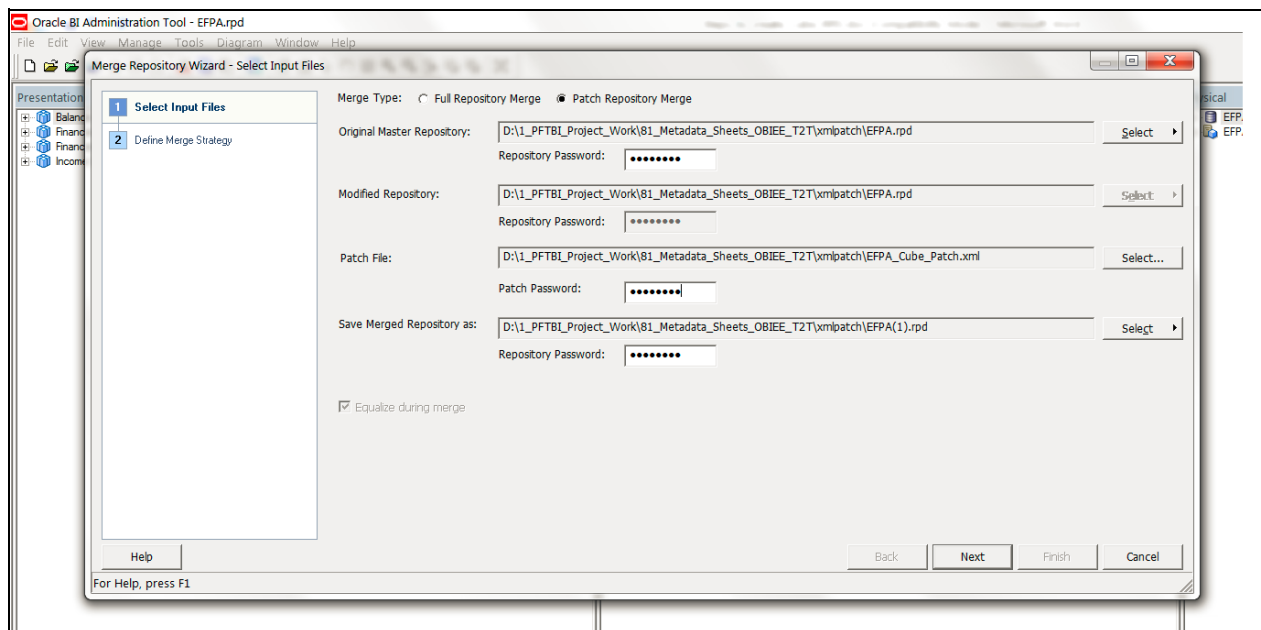 Oracle BI Administration Tool - EFPA.rpd
File Edit View Manage Tools Diagram Window Help
Merge Repository Wizard - Select Input Files
Presentation
Balanc
Financ
Financ
Income
sical
EFP.
EFP.
1 Select Input Files
2 Define Merge Strategy
Merge Type: Full Repository Merge Patch Repository Merge
Original Master Repository: D:\1_PFTBI_Project_Work\81_Metadata_Sheets_OBIEE_T2T\xmlpatch\EFPA.rpd Select
Repository Password: ••••••••
Modified Repository: D:\1_PFTBI_Project_Work\81_Metadata_Sheets_OBIEE_T2T\xmlpatch\EFPA.rpd Select
Repository Password: ••••••••
Patch File: D:\1_PFTBI_Project_Work\81_Metadata_Sheets_OBIEE_T2T\xmlpatch\EFPA_Cube_Patch.xml Select...
Patch Password: ••••••••
Save Merged Repository as: D:\1_PFTBI_Project_Work\81_Metadata_Sheets_OBIEE_T2T\xmlpatch\EFPA(1).rpd Select
Repository Password: ••••••••
Equalize during merge
Help Back Next Finish Cancel
For Help, press F1